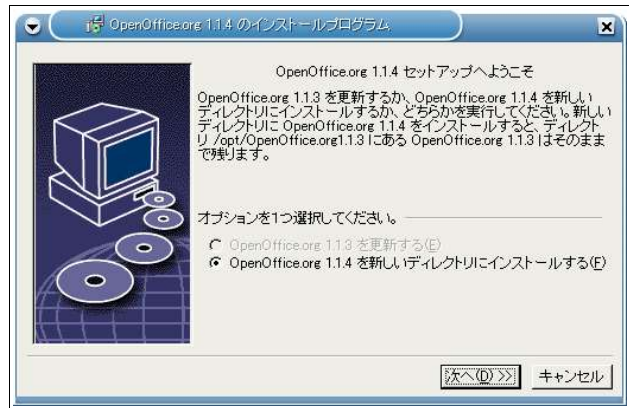 OpenOffice.org 1.1.4 のインストールプログラム
OpenOffice.org 1.1.4 セットアップへようこそ
OpenOffice.org 1.1.3 を更新するか、OpenOffice.org 1.1.4 を新しい
ディレクトリにインストールするか、どちらかを実行してください。新しい
ディレクトリに OpenOffice.org 1.1.4 をインストールすると、ディレクト
リ /opt/OpenOffice.org1.1.3 にある OpenOffice.org 1.1.3 はそのまま
で残ります。
オプションを1つ選択してください。
OpenOffice.org 1.1.3 を更新する(E)
OpenOffice.org 1.1.4 を新しいディレクトリにインストールする(F)
次へ(D) >>
キャンセル